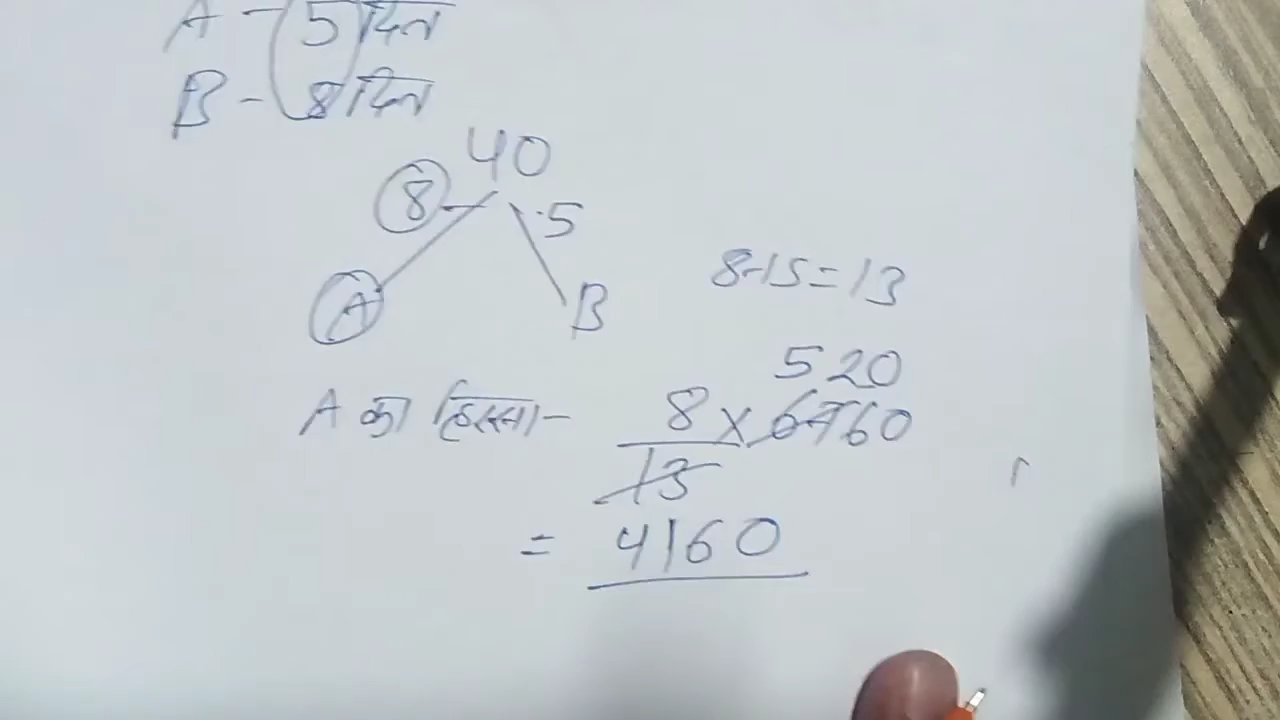 A - 5 दिन
B - 8 दिन
40
8 5
A B
8+5=13
520
A का हिस्सा - 8 × 6760
13
= 4160